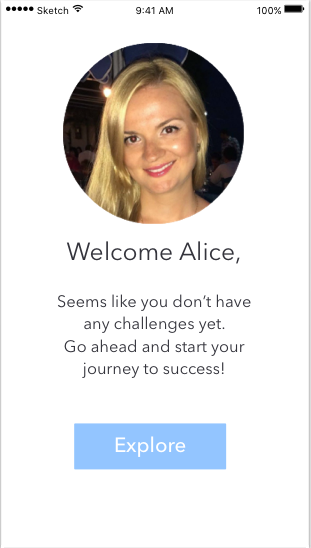 Sketch 9:41 AM 100%
Welcome Alice,
Seems like you don't have
any challenges yet.
Go ahead and start your
journey to success!
Explore